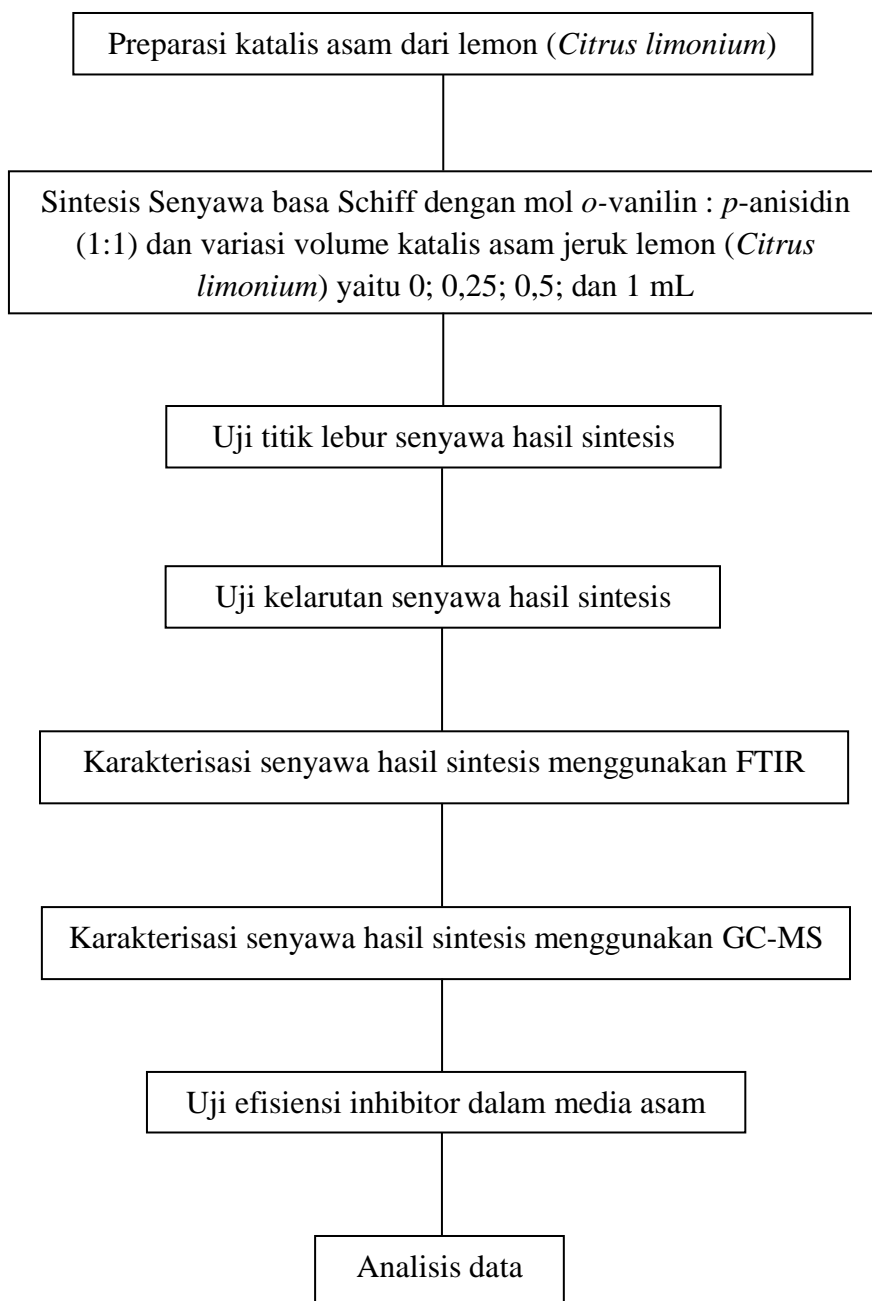 Preparasi katalis asam dari lemon (Citrus limonium)
Sintesis Senyawa basa Schiff dengan mol o-vanilin : p-anisidin
(1:1) dan variasi volume katalis asam jeruk lemon (Citrus
limonium) yaitu 0; 0,25; 0,5; dan 1 mL
Uji titik lebur senyawa hasil sintesis
Uji kelarutan senyawa hasil sintesis
Karakterisasi senyawa hasil sintesis menggunakan FTIR
Karakterisasi senyawa hasil sintesis menggunakan GC-MS
Uji efisiensi inhibitor dalam media asam
Analisis data